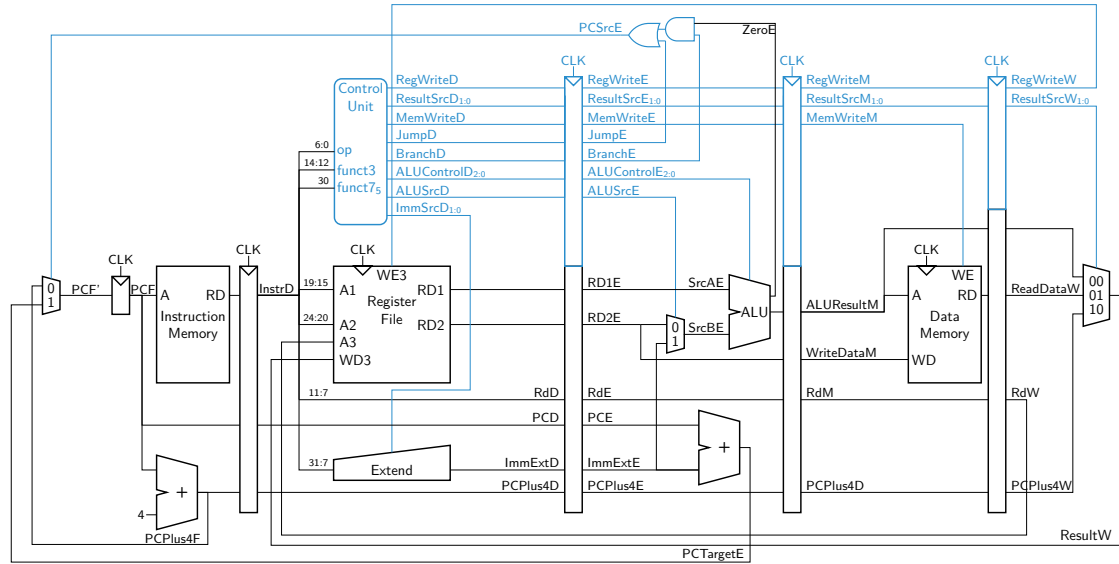 PCSrcE
ZeroE
CLK
CLK
CLK
Control
Unit
RegWriteD
RegWriteE
RegWriteM
RegWriteW
ResultSrcD1:0
ResultSrcE1:0
ResultSrcM1:0
ResultSrcW1:0
MemWriteD
MemWriteE
MemWriteM
JumpD
JumpE
6:0
op
BranchD
BranchE
14:12
funct3
ALUControlD2:0
ALUControlE2:0
30
funct75
ALUSrcD
ALUSrcE
ImmSrcD1:0
CLK
CLK
CLK
CLK
0
1
PCF'
PCF
A
RD
Instruction
Memory
InstrD
19:15
A1
WE3
RD1
Register
File
24:20
A2
RD2
A3
WD3
RD1E
RD2E
0
1
SrcAE
SrcBE
ALU
ALUResultM
WriteDataM
A
WE
RD
Data
Memory
WD
ReadDataW
00
01
10
11:7
RdD
RdE
RdM
RdW
PCD
PCE
+
31:7
Extend
ImmExtD
ImmExtE
+
4
PCPlus4D
PCPlus4E
PCPlus4D
PCPlus4W
PCPlus4F
ResultW
PCTargetE